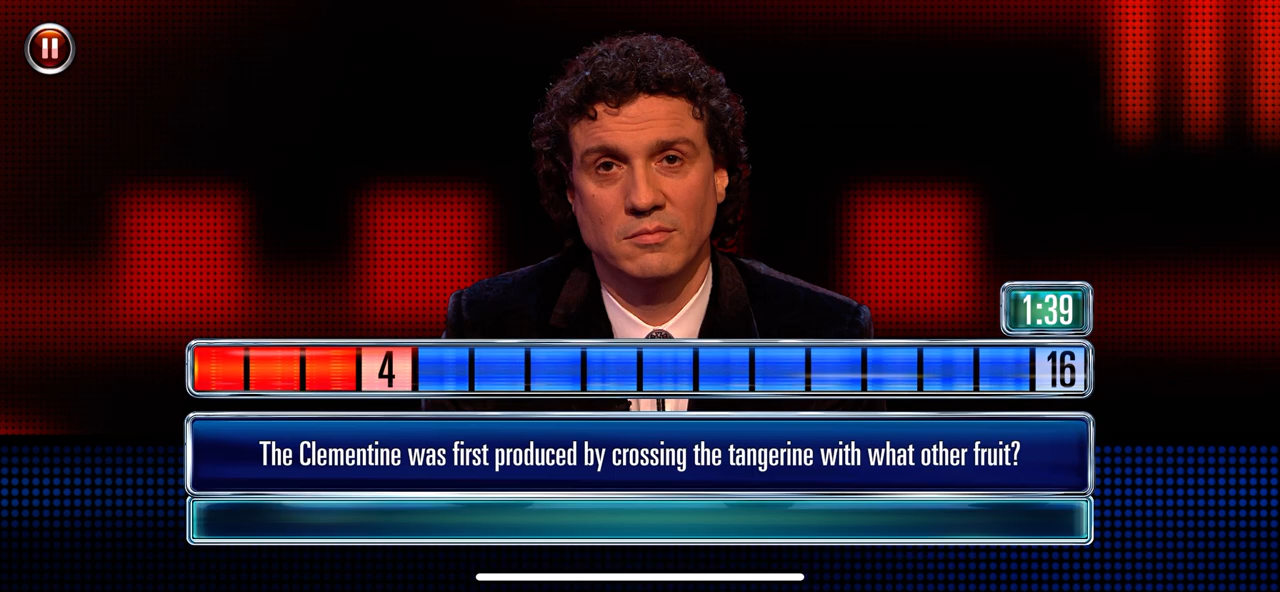 1:39
4
16
The Clementine was first produced by crossing the tangerine with what other fruit?